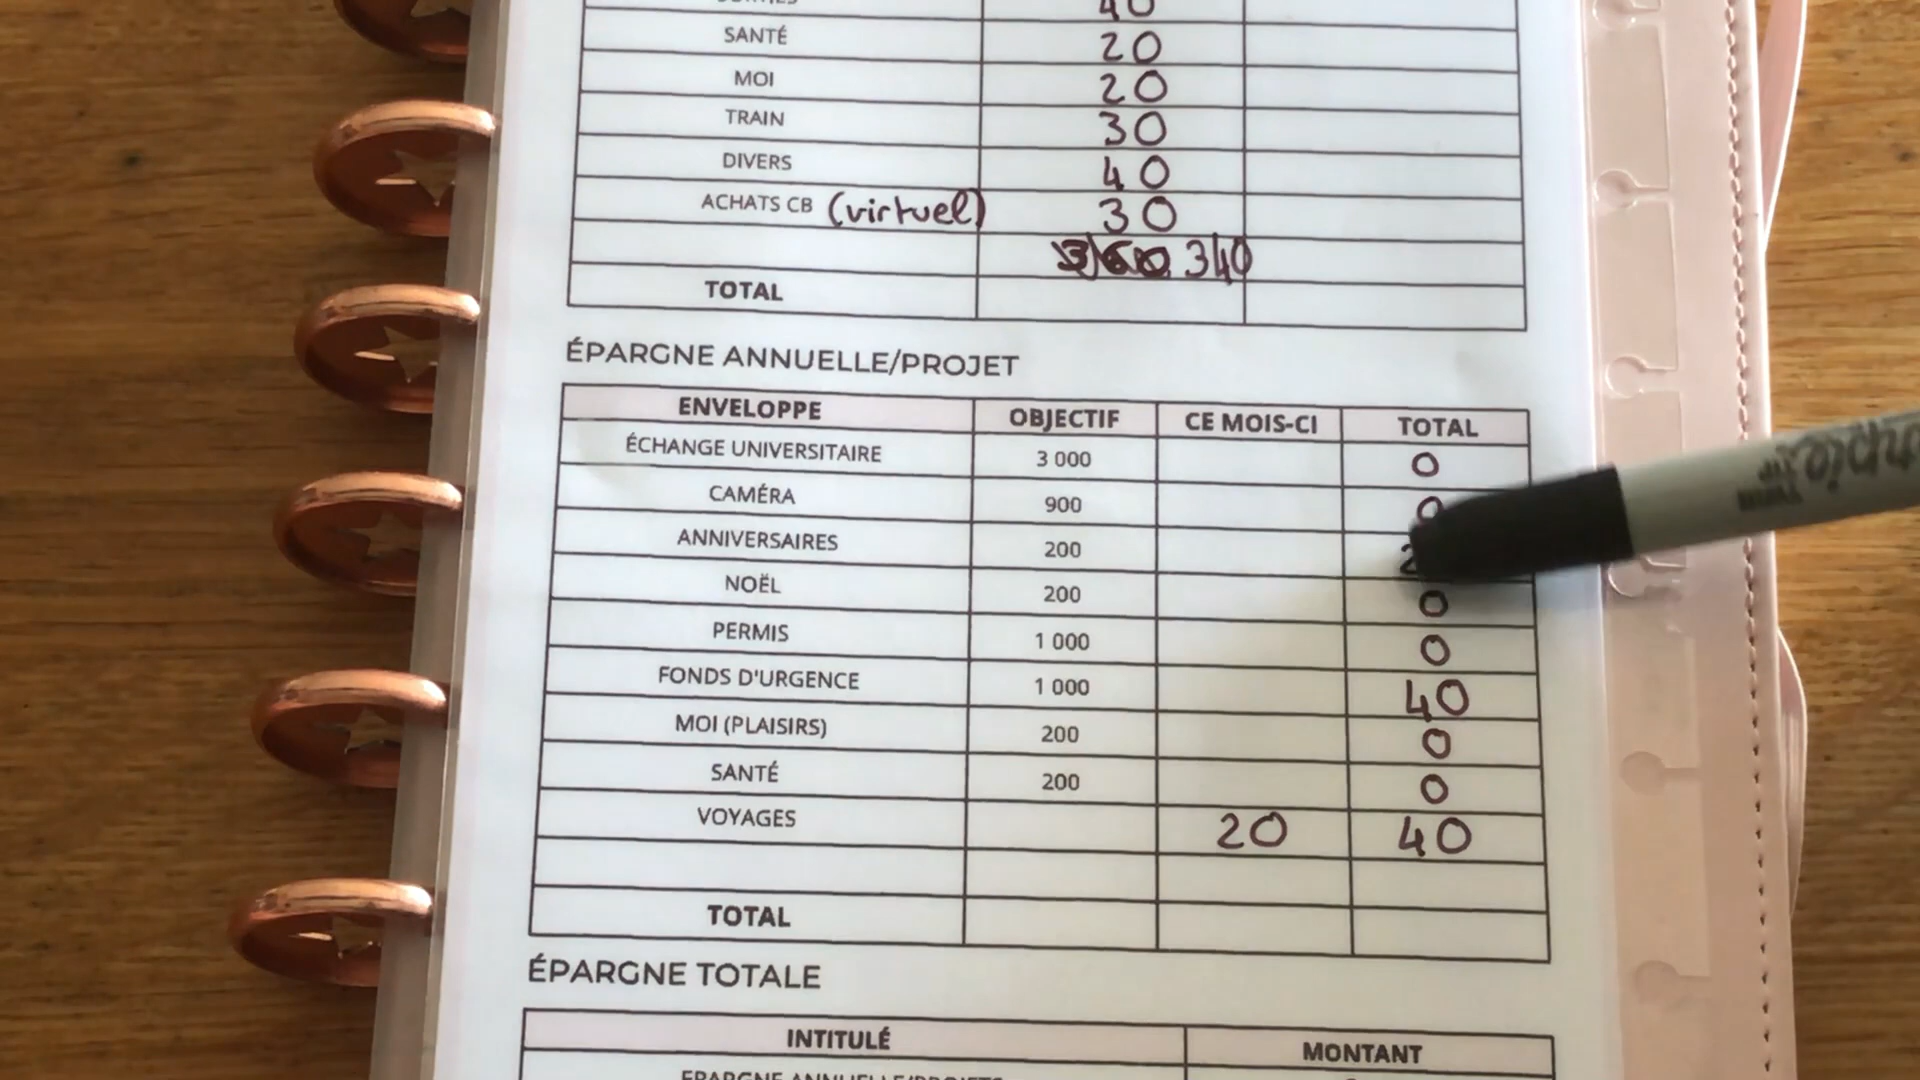 40
SANTÉ 20
MOI 20
TRAIN 30
DIVERS 40
ACHATS CB (virtuel) 30
340
TOTAL
ÉPARGNE ANNUELLE/PROJET
ENVELOPPE OBJECTIF CE MOIS-CI TOTAL
ÉCHANGE UNIVERSITAIRE 3 000 0
CAMÉRA 900 0
ANNIVERSAIRES 200
NOËL 200 0
PERMIS 1 000 0
FONDS D'URGENCE 1 000 40
MOI (PLAISIRS) 200 0
SANTÉ 200 0
VOYAGES 20 40
TOTAL
ÉPARGNE TOTALE
INTITULÉ MONTANT